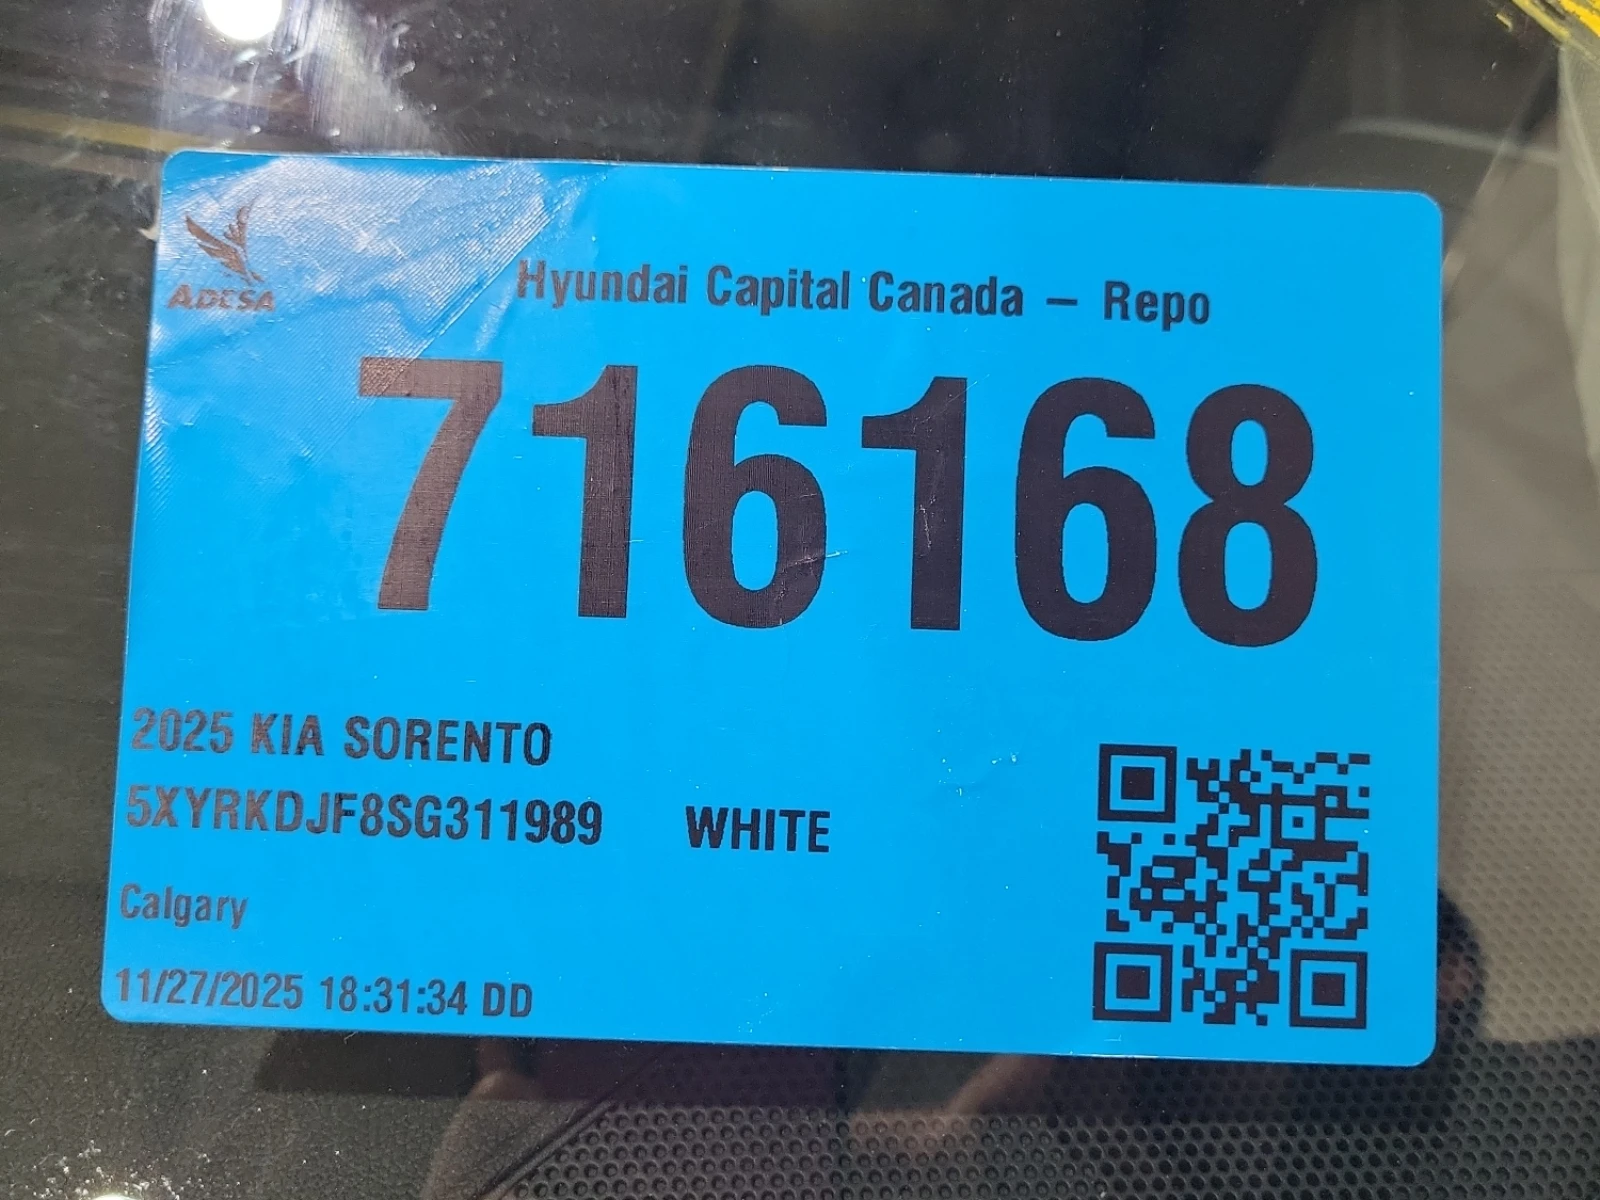 ADESA
Hyundai Capital Canada – Repo
716168
2025 KIA SORENTO
5XYRKDJF8SG311989 WHITE
Calgary
11/27/2025 18:31:34 DD